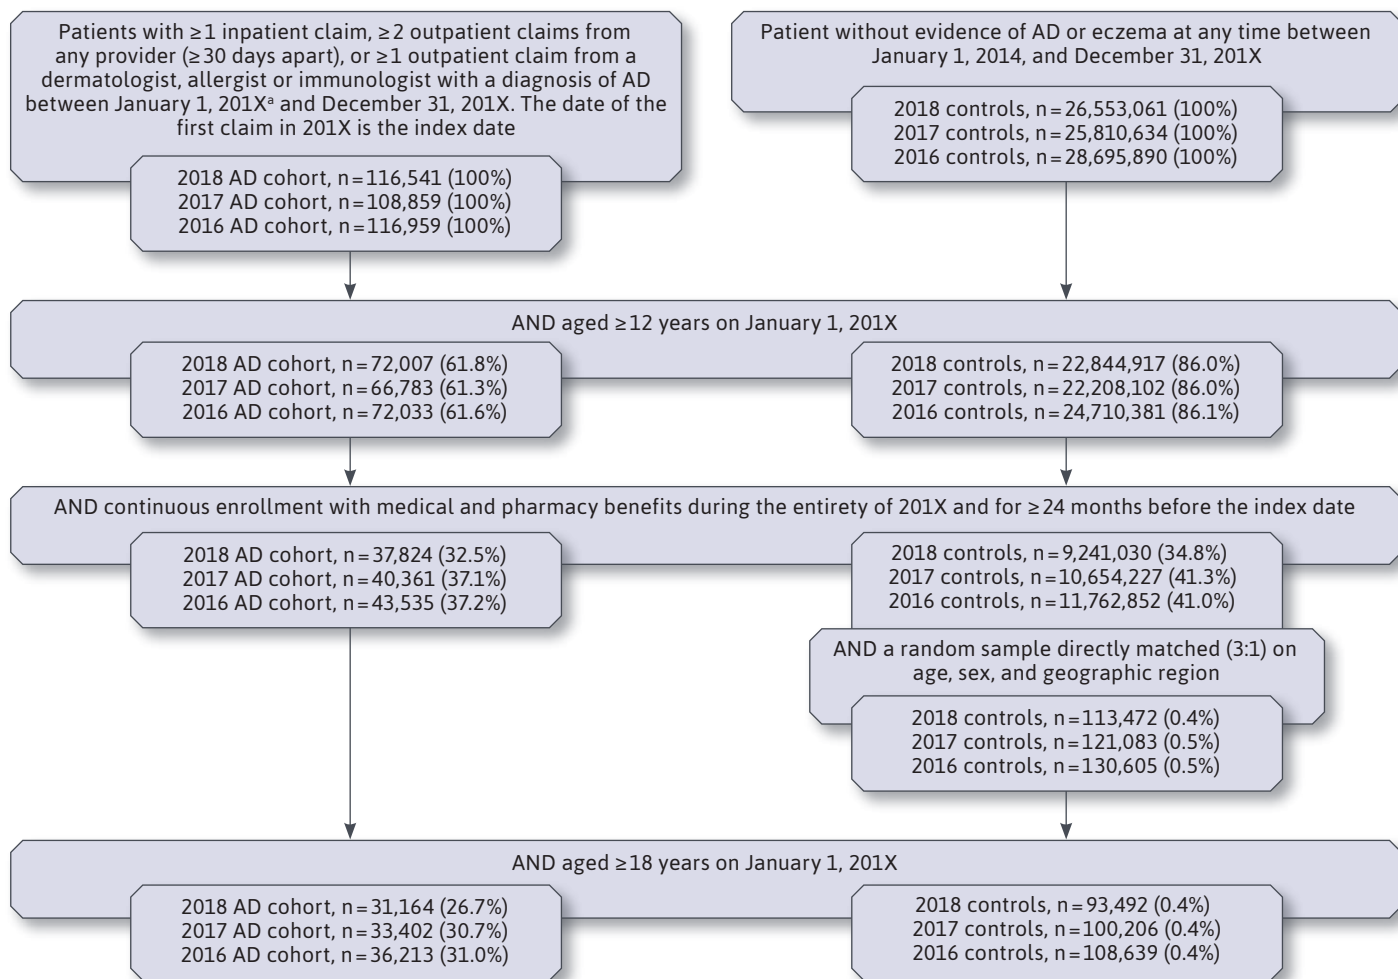 Patients with ≥1 inpatient claim, ≥2 outpatient claims from
any provider (≥30 days apart), or ≥1 outpatient claim from a
dermatologist, allergist or immunologist with a diagnosis of AD
between January 1, 201Xᵃ and December 31, 201X. The date of the
first claim in 201X is the index date
2018 AD cohort, n=116,541 (100%)
2017 AD cohort, n=108,859 (100%)
2016 AD cohort, n=116,959 (100%)
Patient without evidence of AD or eczema at any time between
January 1, 2014, and December 31, 201X
2018 controls, n=26,553,061 (100%)
2017 controls, n=25,810,634 (100%)
2016 controls, n=28,695,890 (100%)
AND aged ≥12 years on January 1, 201X
2018 AD cohort, n=72,007 (61.8%)
2017 AD cohort, n=66,783 (61.3%)
2016 AD cohort, n=72,033 (61.6%)
2018 controls, n=22,844,917 (86.0%)
2017 controls, n=22,208,102 (86.0%)
2016 controls, n=24,710,381 (86.1%)
AND continuous enrollment with medical and pharmacy benefits during the entirety of 201X and for ≥24 months before the index date
2018 AD cohort, n=37,824 (32.5%)
2017 AD cohort, n=40,361 (37.1%)
2016 AD cohort, n=43,535 (37.2%)
2018 controls, n=9,241,030 (34.8%)
2017 controls, n=10,654,227 (41.3%)
2016 controls, n=11,762,852 (41.0%)
AND a random sample directly matched (3:1) on
age, sex, and geographic region
2018 controls, n=113,472 (0.4%)
2017 controls, n=121,083 (0.5%)
2016 controls, n=130,605 (0.5%)
AND aged ≥18 years on January 1, 201X
2018 AD cohort, n=31,164 (26.7%)
2017 AD cohort, n=33,402 (30.7%)
2016 AD cohort, n=36,213 (31.0%)
2018 controls, n=93,492 (0.4%)
2017 controls, n=100,206 (0.4%)
2016 controls, n=108,639 (0.4%)